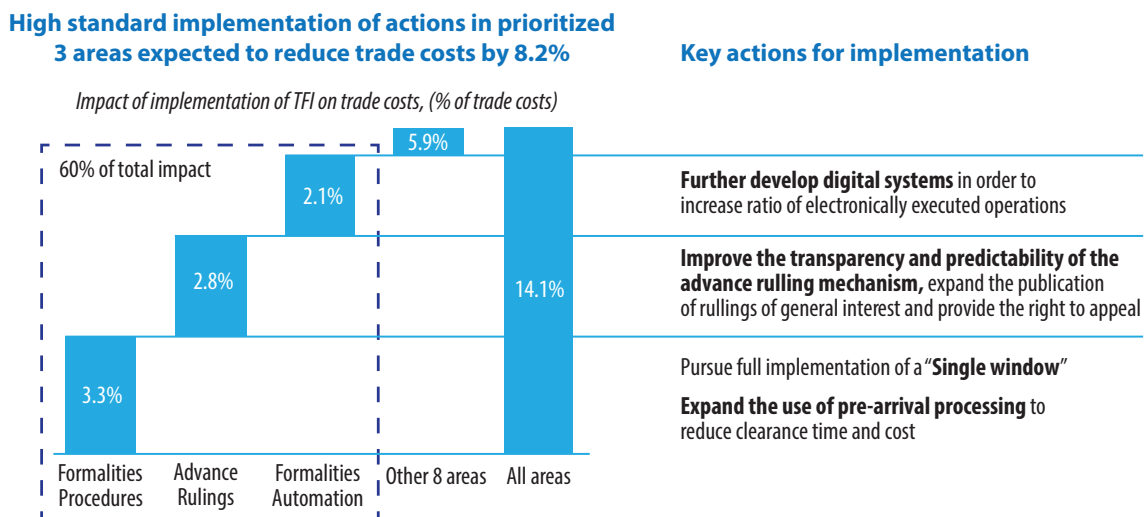 High standard implementation of actions in prioritized
3 areas expected to reduce trade costs by 8.2%
Key actions for implementation
Impact of implementation of TFI on trade costs, (% of trade costs)
60% of total impact
3.3%
2.8%
2.1%
5.9%
14.1%
Formalities
Procedures
Advance
Rulings
Formalities
Automation
Other 8 areas
All areas
Further develop digital systems in order to
increase ratio of electronically executed operations
Improve the transparency and predictability of the
advance rulling mechanism, expand the publication
of rullings of general interest and provide the right to appeal
Pursue full implementation of a “Single window”
Expand the use of pre-arrival processing to
reduce clearance time and cost